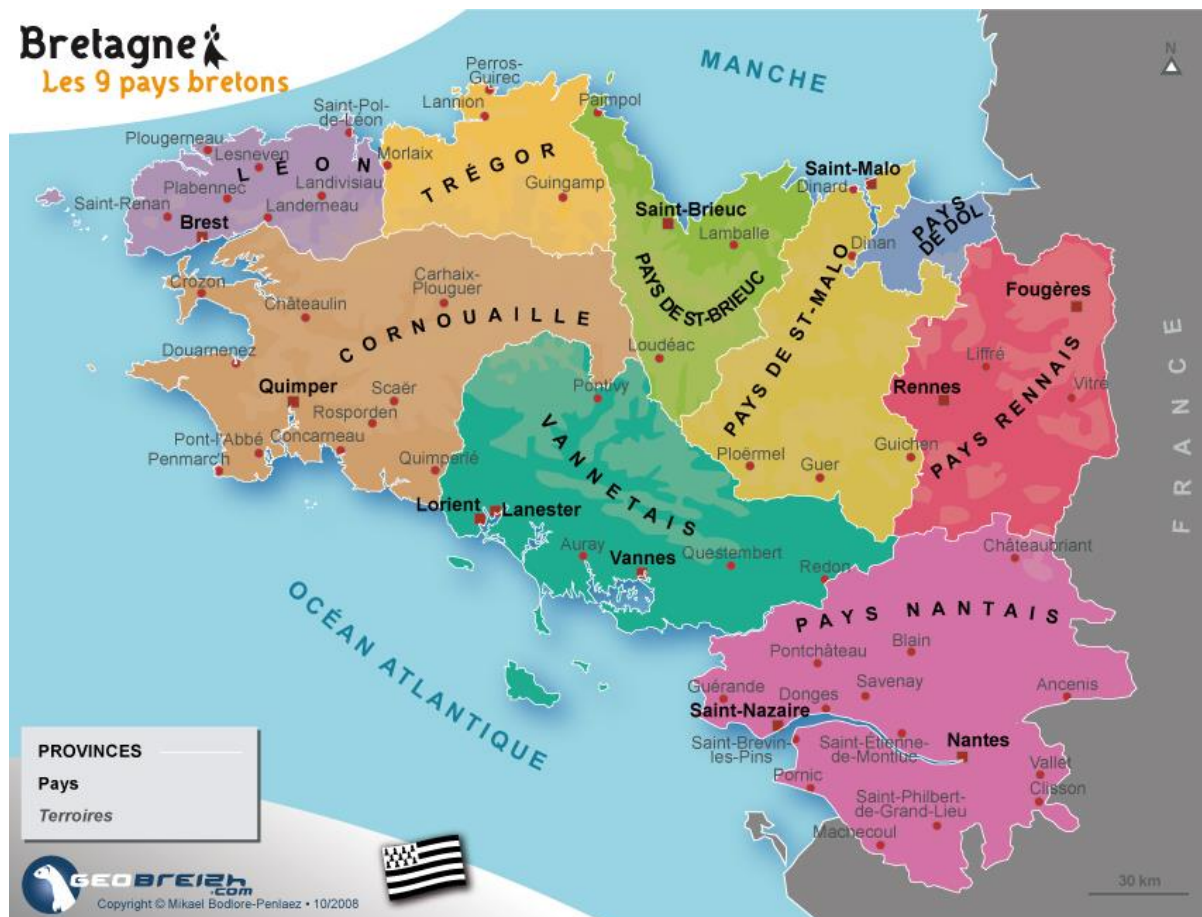 Bretagne
Les 9 pays bretons
MANCHE
N
Perros-
Guirec
Lannion
Paimpol
Saint-Pol-
de-Léon
Plougerneau
Lesneven
LÉON
Morlaix
TRÉGOR
Plabennec
Landivisiau
Guingamp
Saint-Renan
Landerneau
Brest
Saint-Malo
Dinard
Saint-Brieuc
PAYS
DE DOL
Lamballe
Dinan
PAYS DE ST-BRIEUC
PAYS DE ST-MALO
Crozon
Carhaix-
Plouguer
Châteaulin
CORNOUAILLE
Fougères
FRANCE
Douarnenez
Loudéac
Liffré
Quimper
Scaër
Pontivy
Rennes
Vitré
Rosporden
PAYS RENNAIS
Pont-l'Abbé
Concarneau
VANNETAIS
Guichen
Penmarc'h
Quimperlé
Ploërmel
Guer
Lorient
Lanester
Auray
Vannes
Questembert
Redon
Châteaubriant
OCÉAN ATLANTIQUE
PAYS NANTAIS
Pontchâteau
Blain
Guérande
Donges
Savenay
Ancenis
Saint-Nazaire
Saint-Brevin-
les-Pins
Saint-Etienne-
de-Montluc
Nantes
Pornic
Vallet
Clisson
Saint-Philbert-
de-Grand-Lieu
Machecoul
PROVINCES
Pays
Terroires
GEOBREIZH
.com
Copyright © Mikael Bodlore-Penlaez • 10/2008
30 km